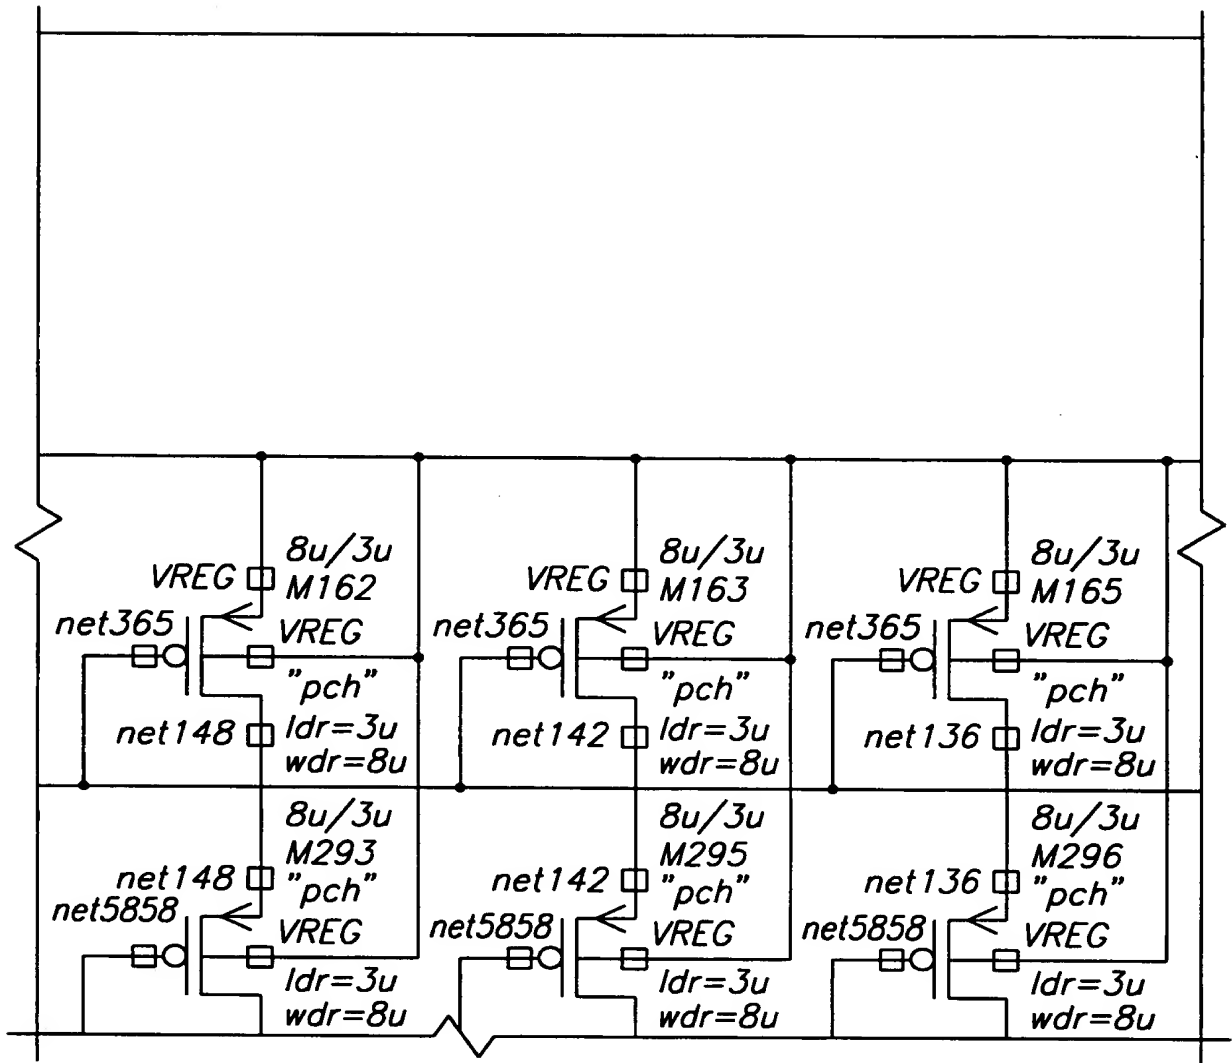 8u/3u
VREG M162
net365 VREG
"pch"
net148 ldr=3u
wdr=8u
8u/3u
M293
net148 "pch"
net5858 VREG
ldr=3u
wdr=8u
8u/3u
VREG M163
net365 VREG
"pch"
net142 ldr=3u
wdr=8u
8u/3u
M295
net142 "pch"
net5858 VREG
ldr=3u
wdr=8u
8u/3u
VREG M165
net365 VREG
"pch"
net136 ldr=3u
wdr=8u
8u/3u
M296
net136 "pch"
net5858 VREG
ldr=3u
wdr=8u